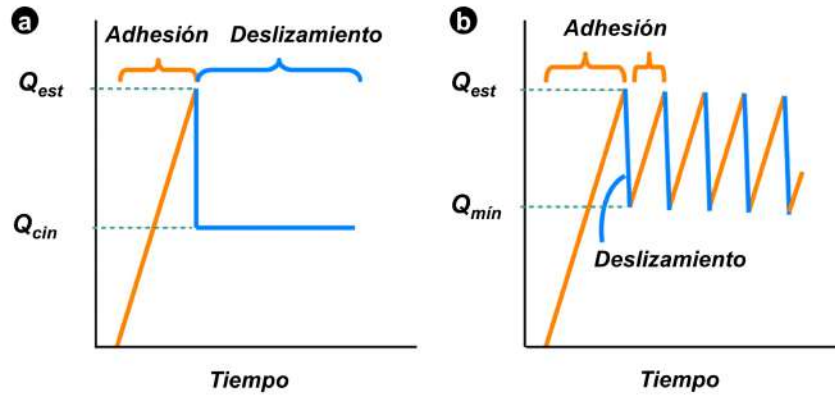 a
Adhesión Deslizamiento
Qest
Qcin
Tiempo
b
Adhesión
Qest
Qmín
Deslizamiento
Tiempo